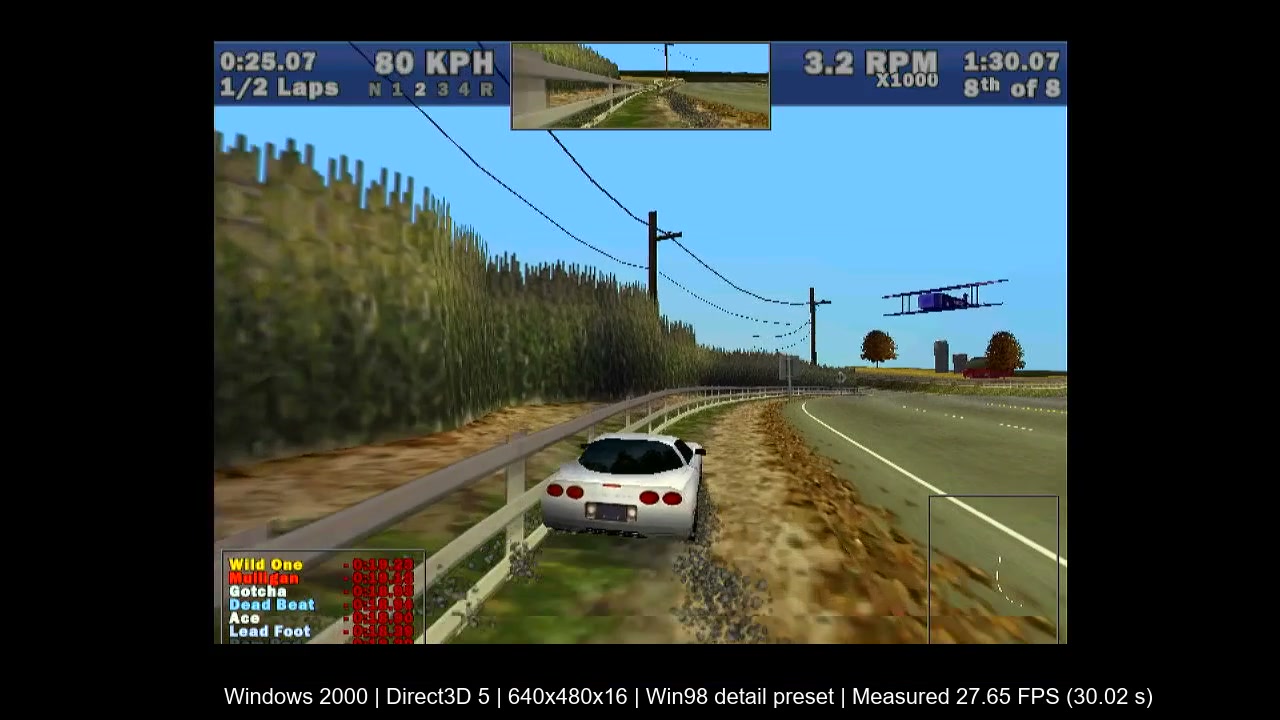 0:25.07 80 KPH 3.2 RPM 1:30.07
1/2 Laps N 1 2 3 4 R X1000 8th of 8
Wild One
Mulligan
Gotcha
Dead Beat
Ace
Lead Foot
Windows 2000 | Direct3D 5 | 640x480x16 | Win98 detail preset | Measured 27.65 FPS (30.02 s)